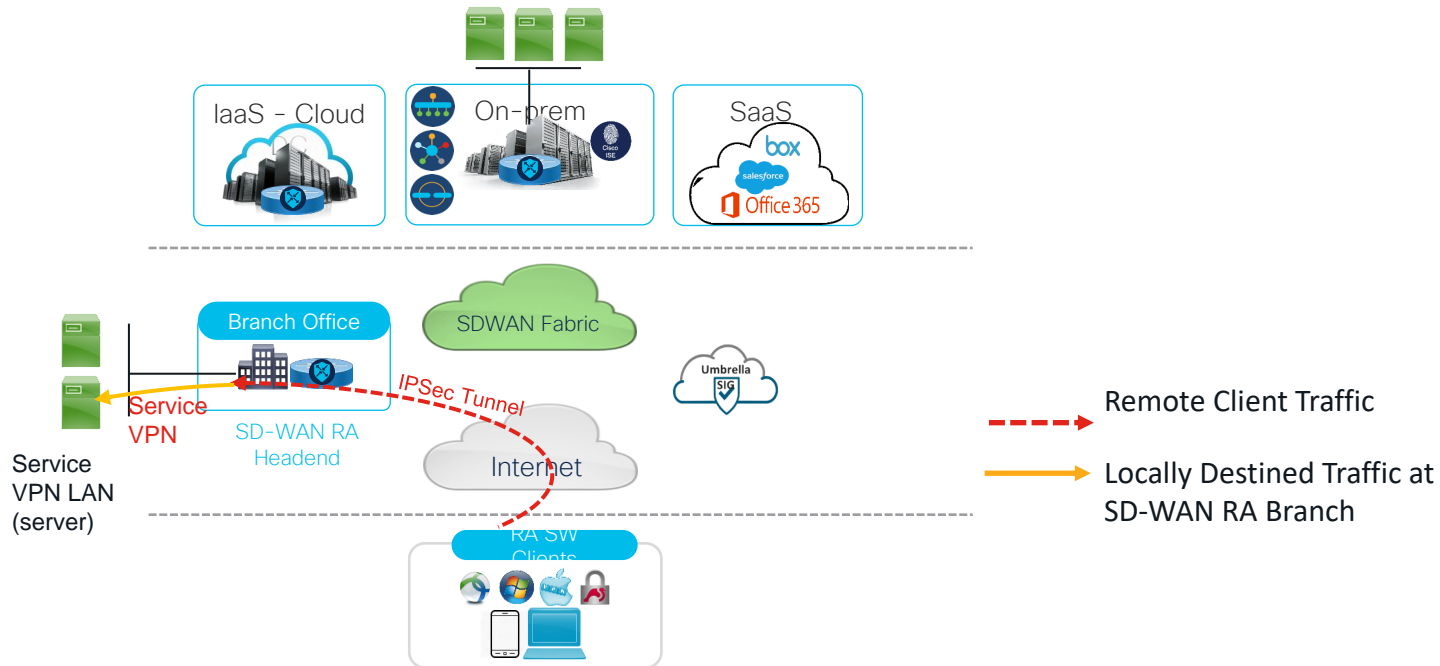 IaaS - Cloud
DC
On-prem
Cisco
ISE
SaaS
box
salesforce
Office 365
Branch Office
SDWAN Fabric
Umbrella
SIG
IPSec Tunnel
Service
VPN
SD-WAN RA
Headend
Internet
Service
VPN LAN
(server)
Remote Client Traffic
Locally Destined Traffic at
SD-WAN RA Branch
RA SW
Clients